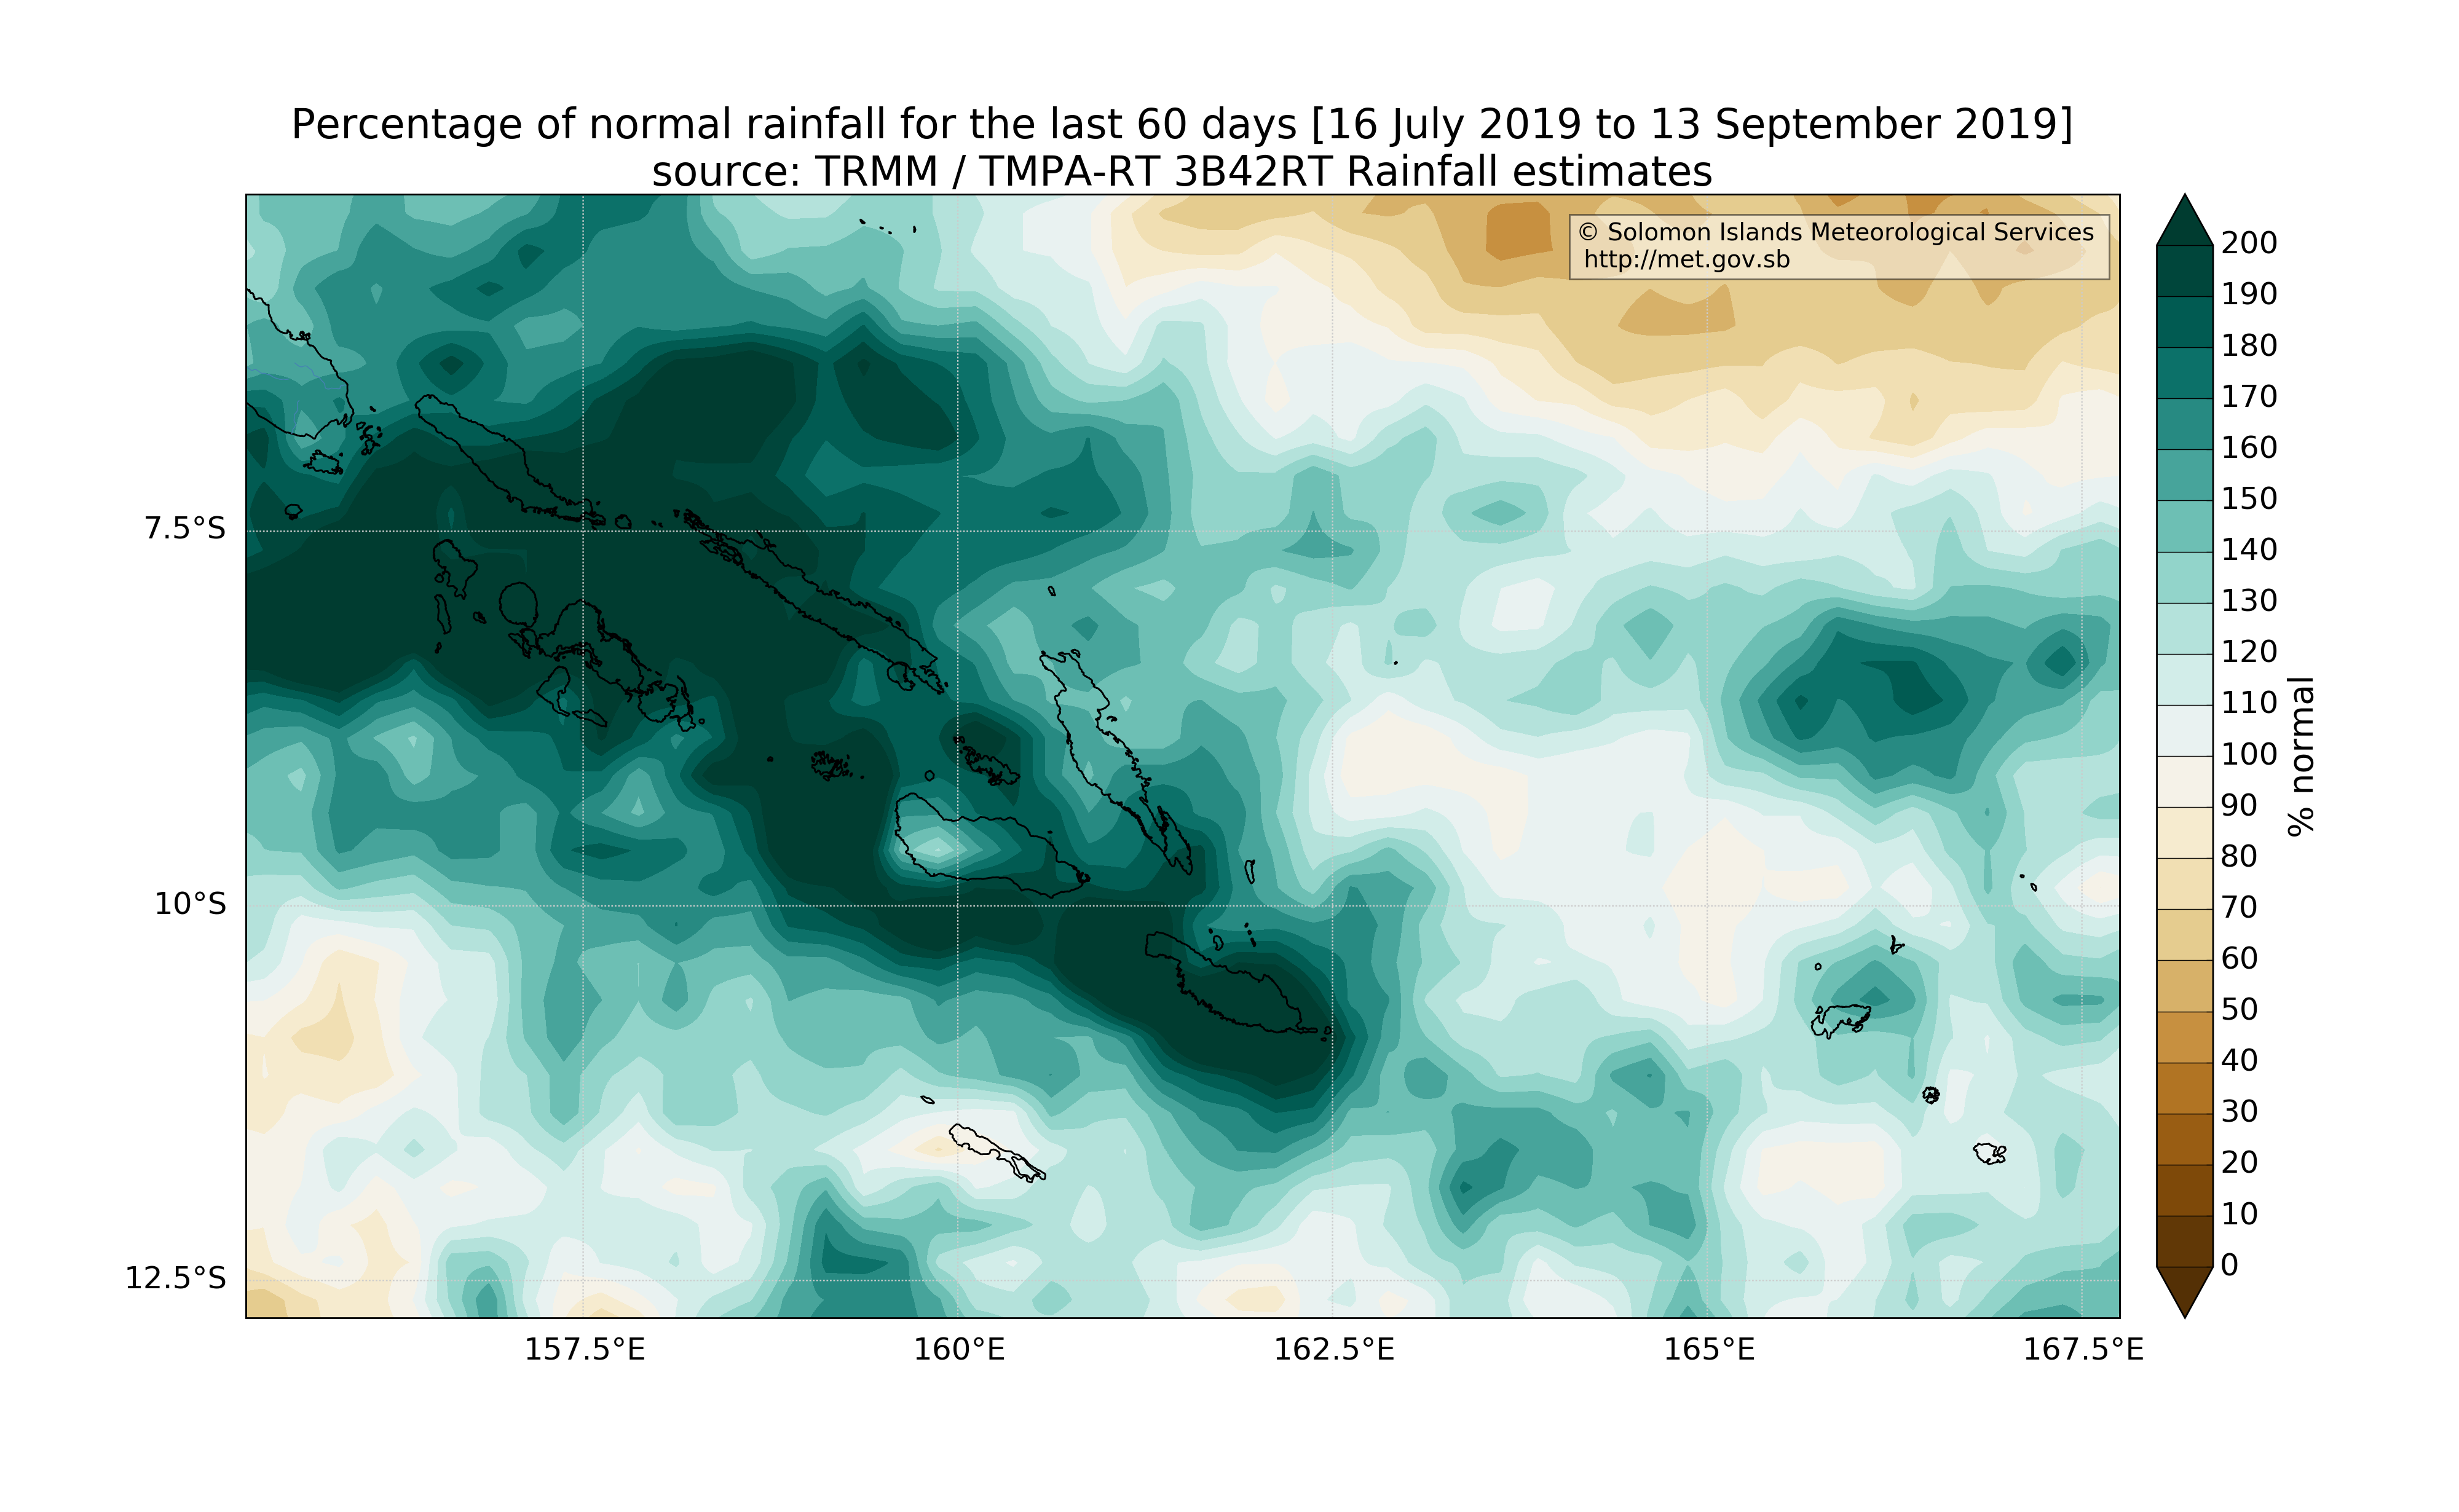 Percentage of normal rainfall for the last 60 days [16 July 2019 to 13 September 2019]
source: TRMM / TMPA-RT 3B42RT Rainfall estimates
© Solomon Islands Meteorological Services
http://met.gov.sb
7.5°S
10°S
12.5°S
157.5°E
160°E
162.5°E
165°E
167.5°E
200
190
180
170
160
150
140
130
120
110
100
90
80
70
60
50
40
30
20
10
0
% normal